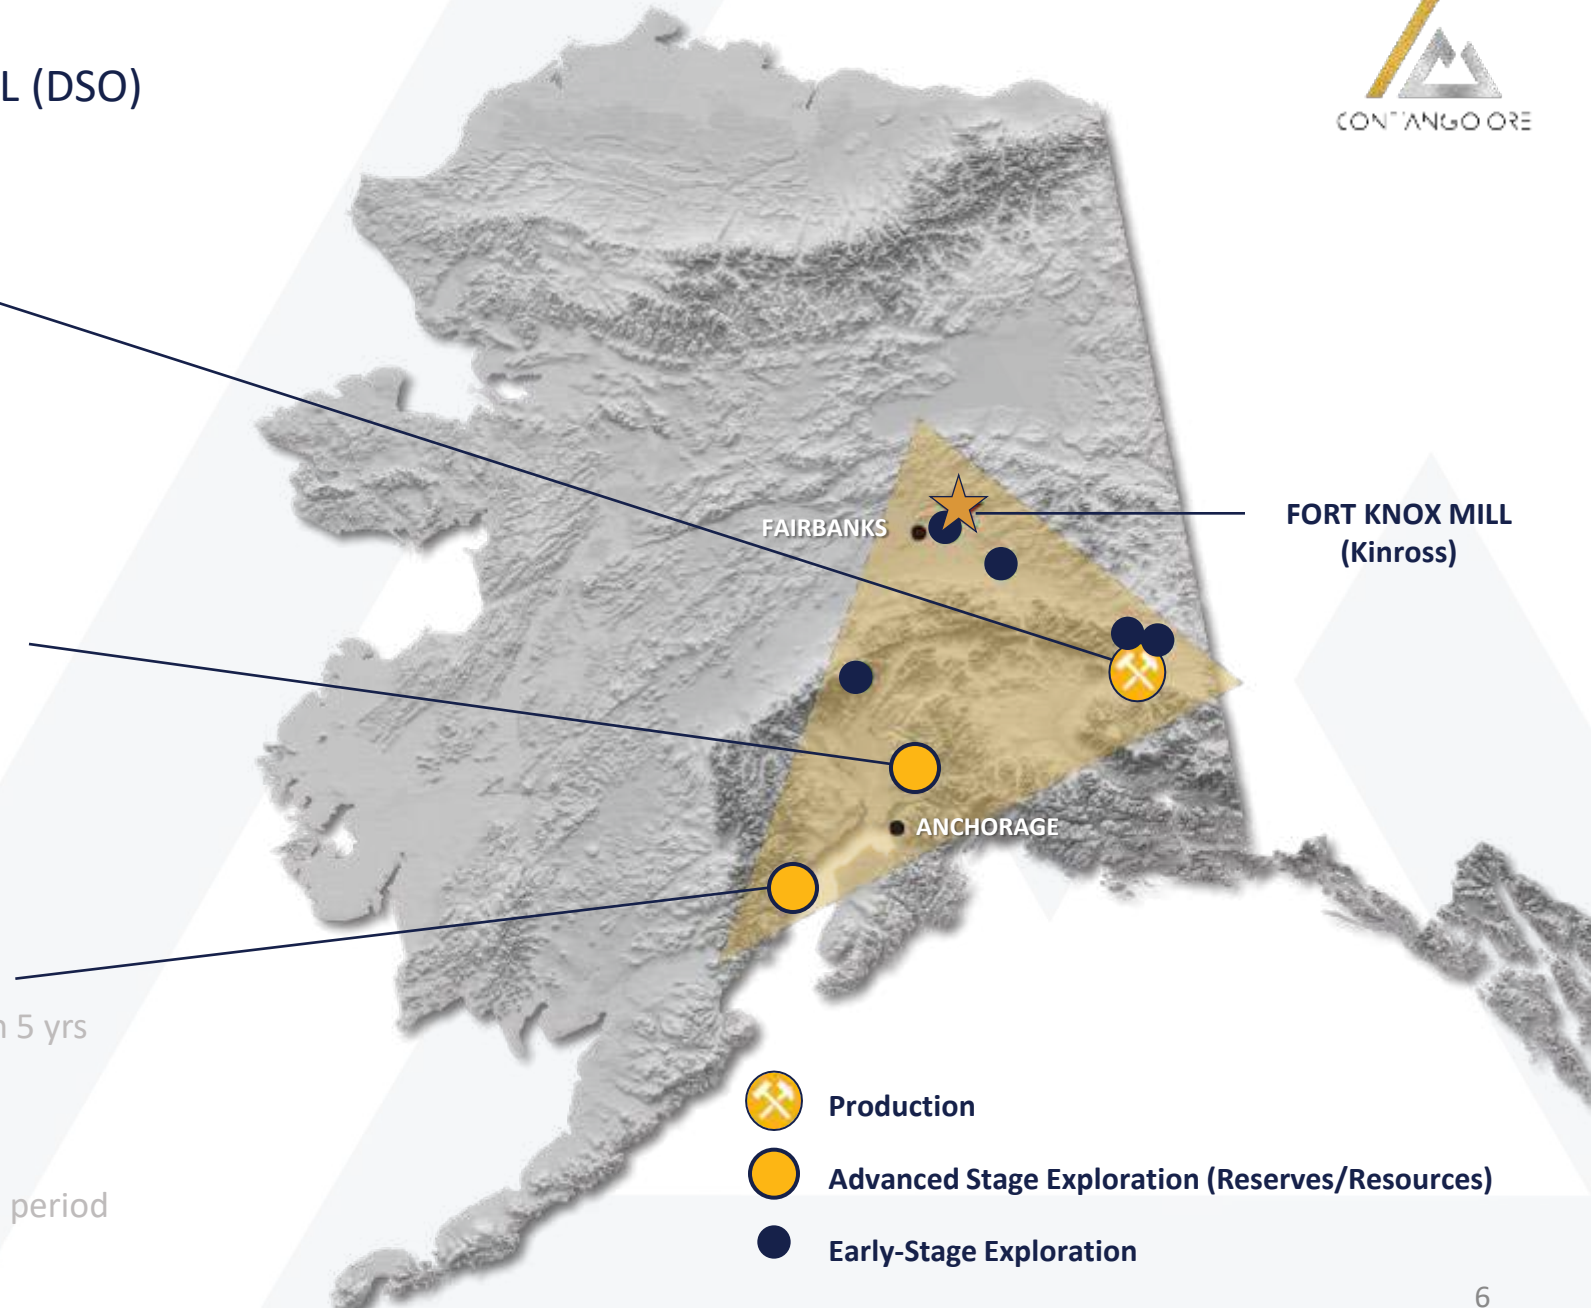 L (DSO)
CONTANGO ORE
FAIRBANKS
FORT KNOX MILL
(Kinross)
ANCHORAGE
5 yrs
period
Production
Advanced Stage Exploration (Reserves/Resources)
Early-Stage Exploration
6